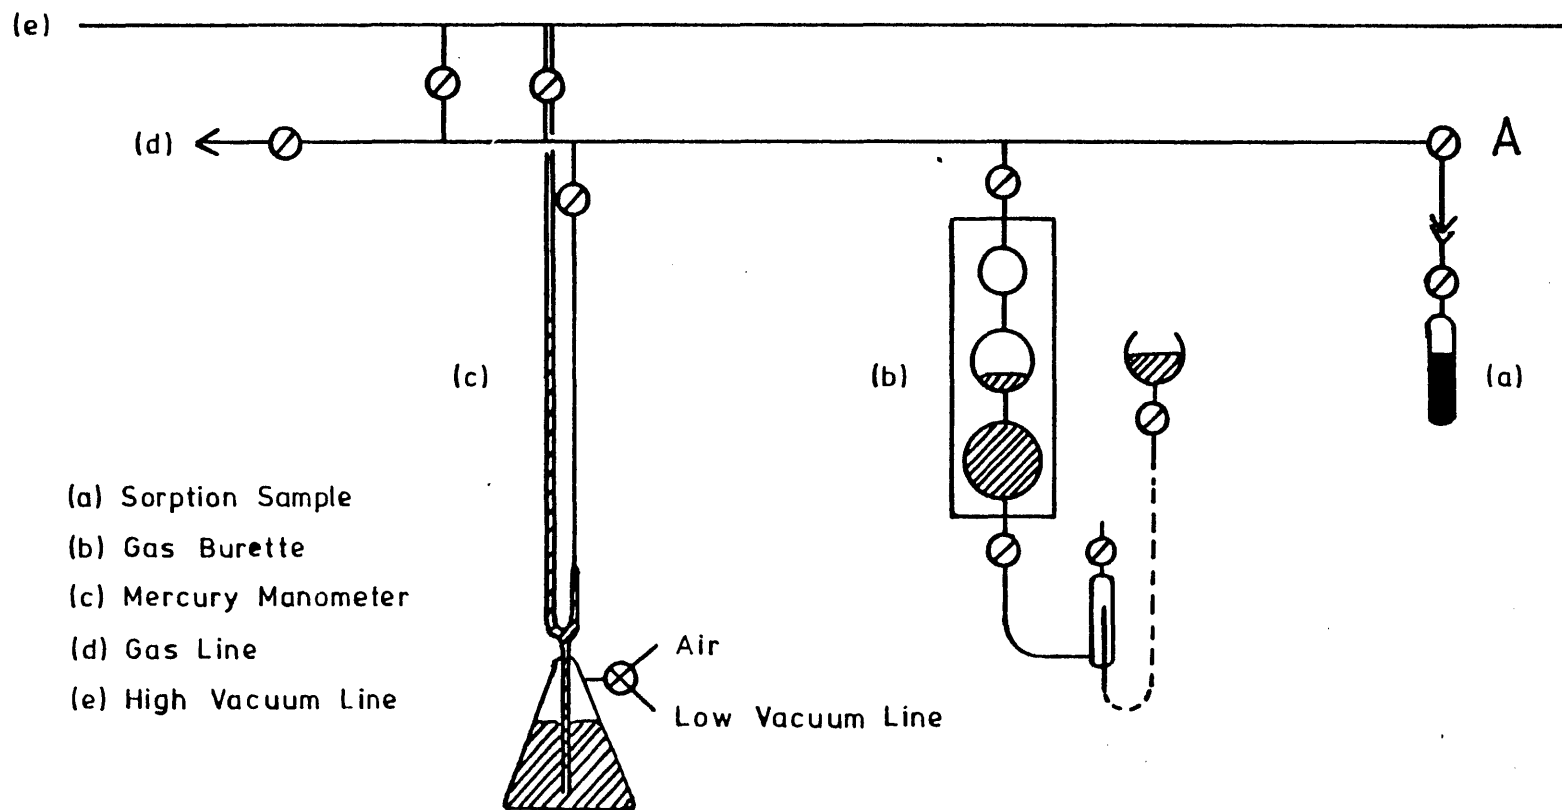 (e)
(d)
A
(c)
(b)
(a)
(a) Sorption Sample
(b) Gas Burette
(c) Mercury Manometer
(d) Gas Line
(e) High Vacuum Line
Air
Low Vacuum Line